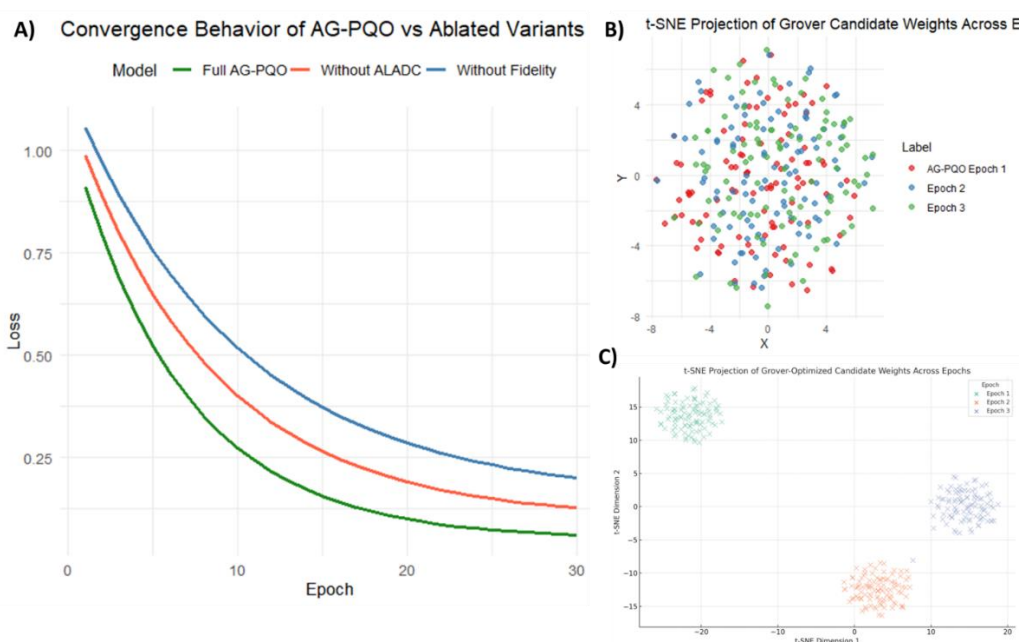 A)
Convergence Behavior of AG-PQO vs Ablated Variants
Model Full AG-PQO Without ALADC Without Fidelity
Loss
1.00
0.75
0.50
0.25
0 10 20 30
Epoch
B)
t-SNE Projection of Grover Candidate Weights Across E
Y
4
0
-4
-8
-8 -4 0 4
X
Label
AG-PQO Epoch 1
Epoch 2
Epoch 3
C)
t-SNE Projection of Grover-Optimized Candidate Weights Across Epochs
Epoch
Epoch 1
Epoch 2
Epoch 3
t-SNE Dimension 2
15
10
5
0
−5
−10
−15
−20 −10 0 10 20
t-SNE Dimension 1